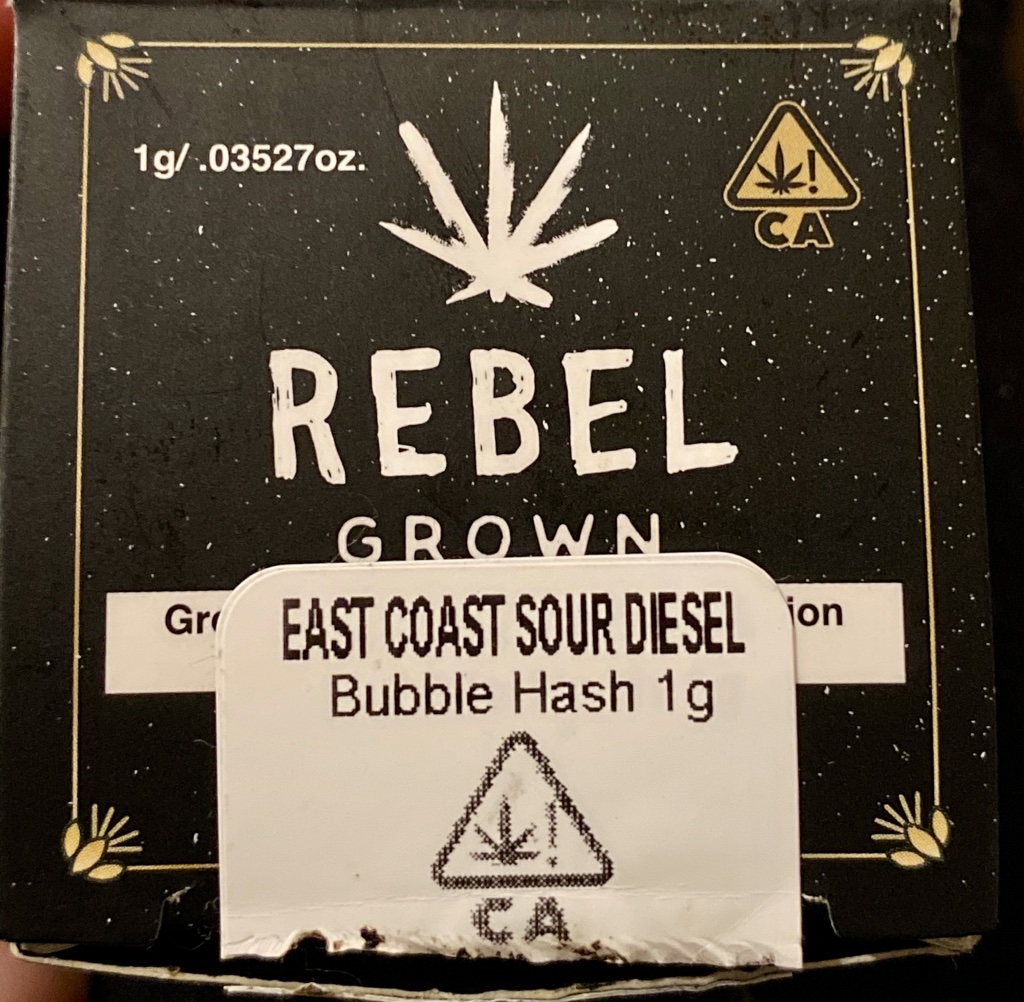 1g/ .03527oz.
CA
REBEL
GROWN
EAST COAST SOUR DIESEL
Bubble Hash 1g
CA